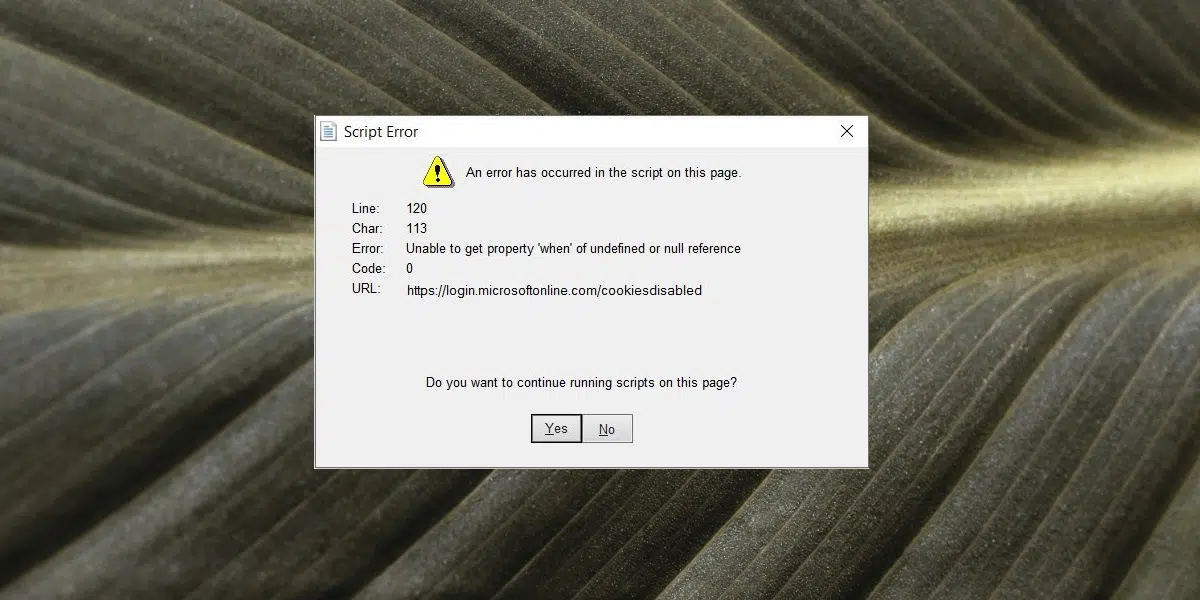 Script Error
An error has occurred in the script on this page.
Line: 120
Char: 113
Error: Unable to get property 'when' of undefined or null reference
Code: 0
URL: https://login.microsoftonline.com/cookiesdisabled
Do you want to continue running scripts on this page?
Yes No